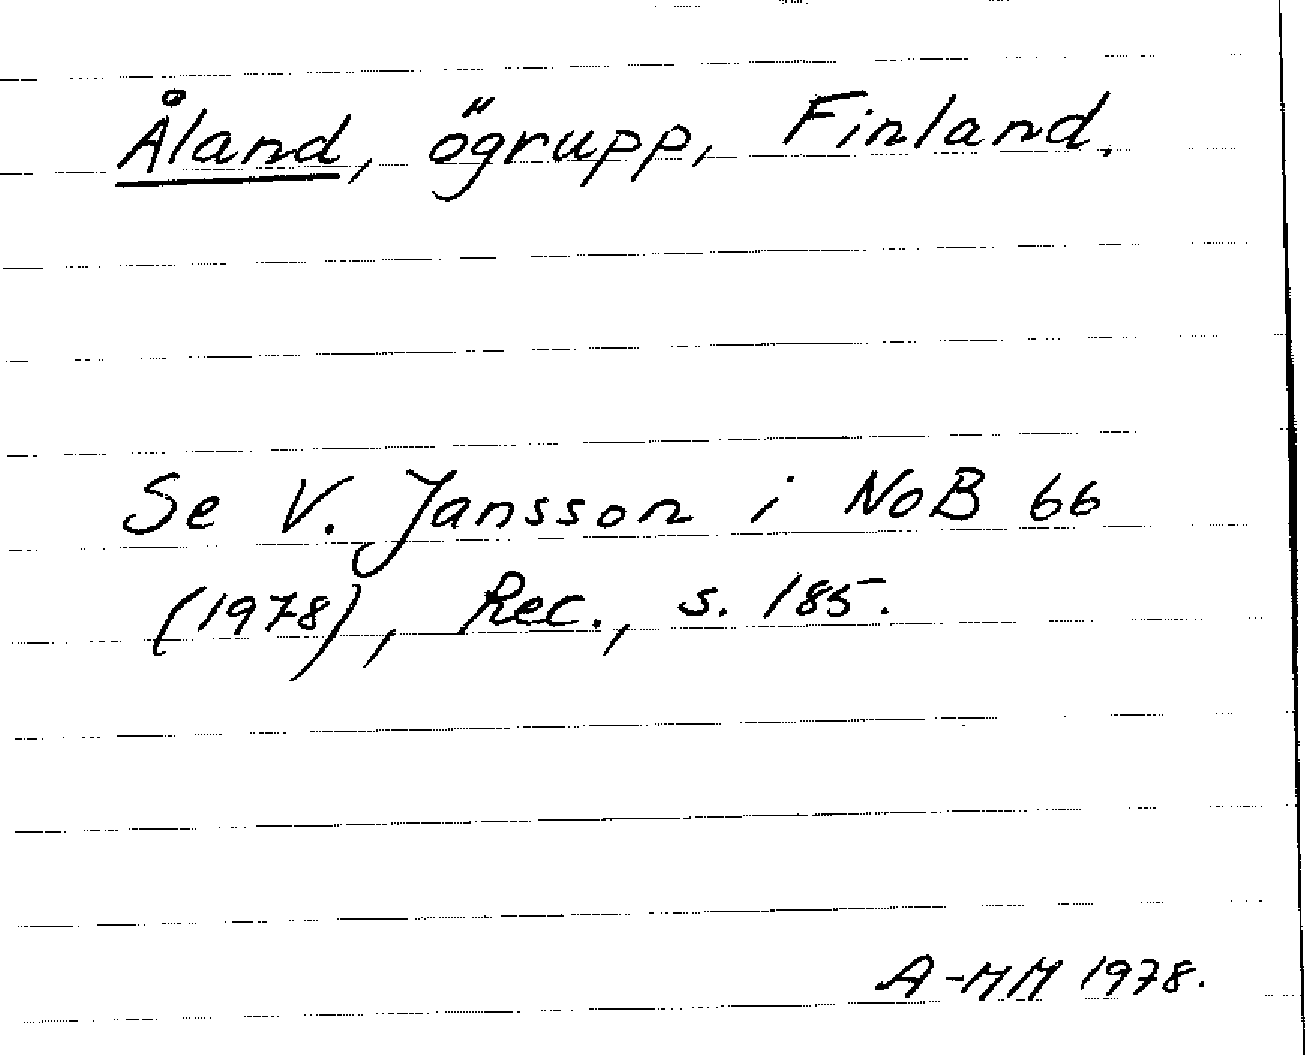 Åland, ögrupp, Finland.
Se V. Jansson i NoB 66
(1978), Rec., s. 185.
A-MM 1978.